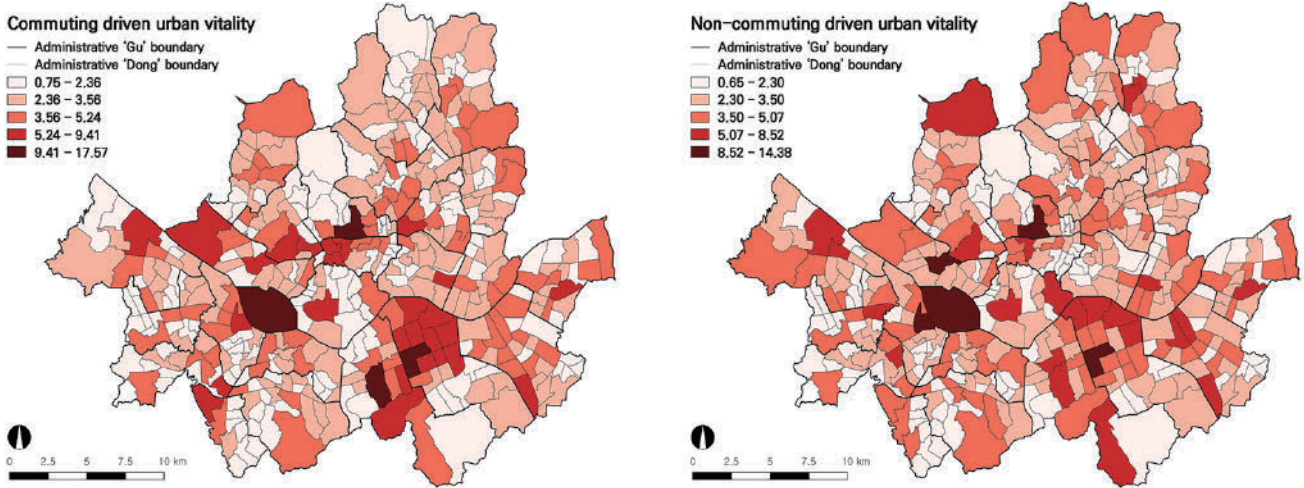 Commuting driven urban vitality
Administrative 'Gu' boundary
Administrative 'Dong' boundary
0.75 – 2.36
2.36 – 3.56
3.56 – 5.24
5.24 – 9.41
9.41 – 17.57
0 2.5 5 7.5 10 km
Non-commuting driven urban vitality
Administrative 'Gu' boundary
Administrative 'Dong' boundary
0.65 – 2.30
2.30 – 3.50
3.50 – 5.07
5.07 – 8.52
8.52 – 14.38
0 2.5 5 7.5 10 km